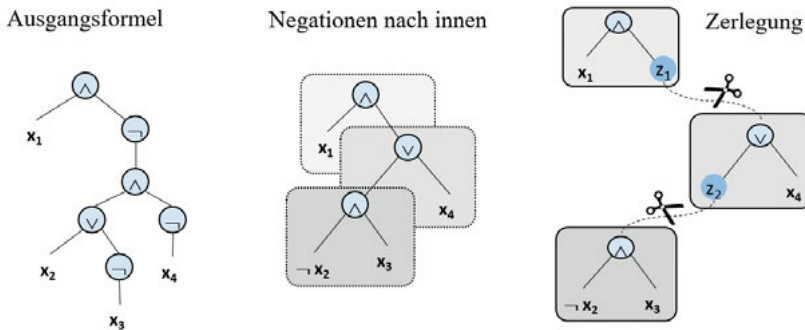 Ausgangsformel
∧
x₁
¬
∧
∨
¬
x₂
¬
x₄
x₃
Negationen nach innen
∧
x₁
∨
∧
x₄
¬ x₂
x₃
Zerlegung
∧
x₁
z₁
∨
z₂
x₄
∧
¬ x₂
x₃